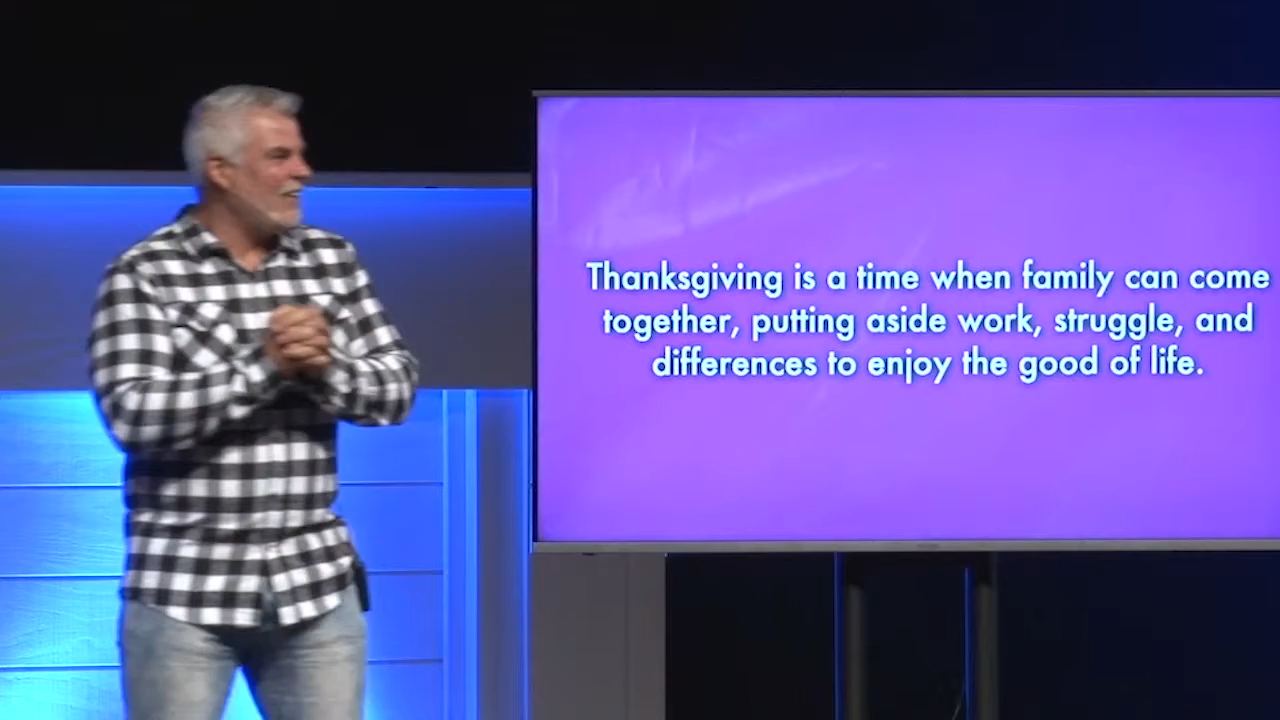 Thanksgiving is a time when family can come
together, putting aside work, struggle, and
differences to enjoy the good of life.